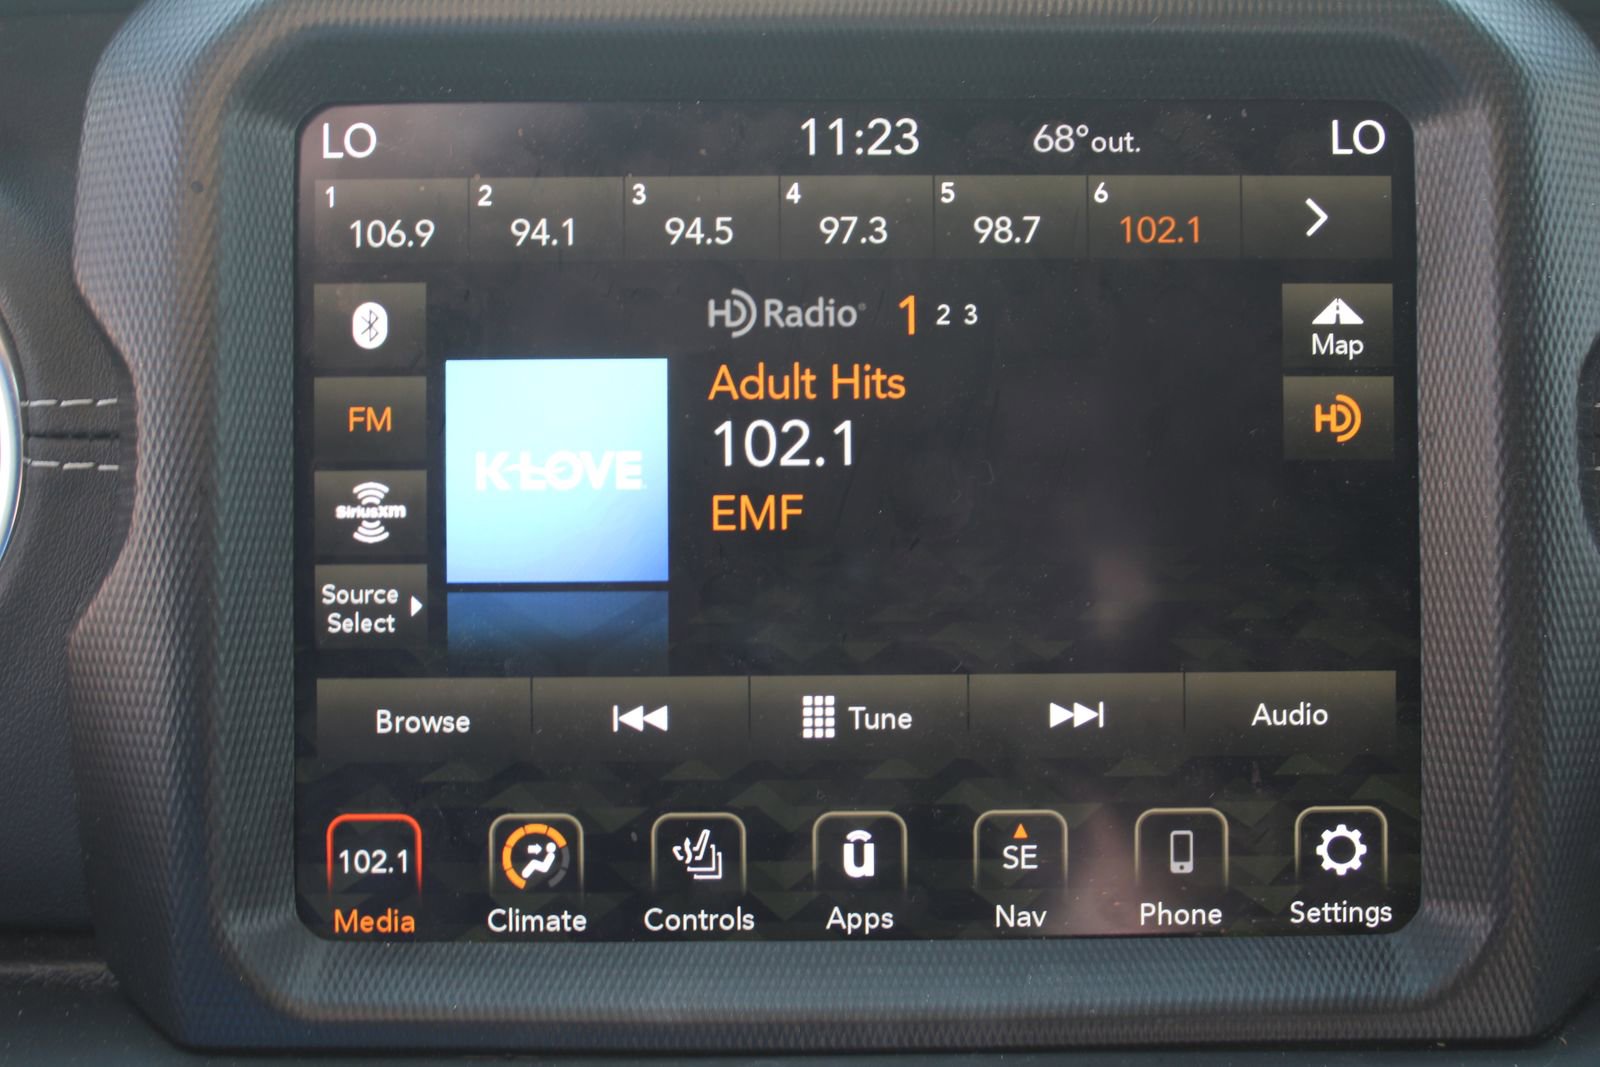 LO 11:23 68°out. LO
1 2 3 4 5 6
106.9 94.1 94.5 97.3 98.7 102.1
HD Radio® 1 2 3
Map
Adult Hits
FM
102.1
HD
K-LOVE
SiriusXM
EMF
Source
Select
Browse Tune Audio
102.1 û SE
Media Climate Controls Apps Nav Phone Settings